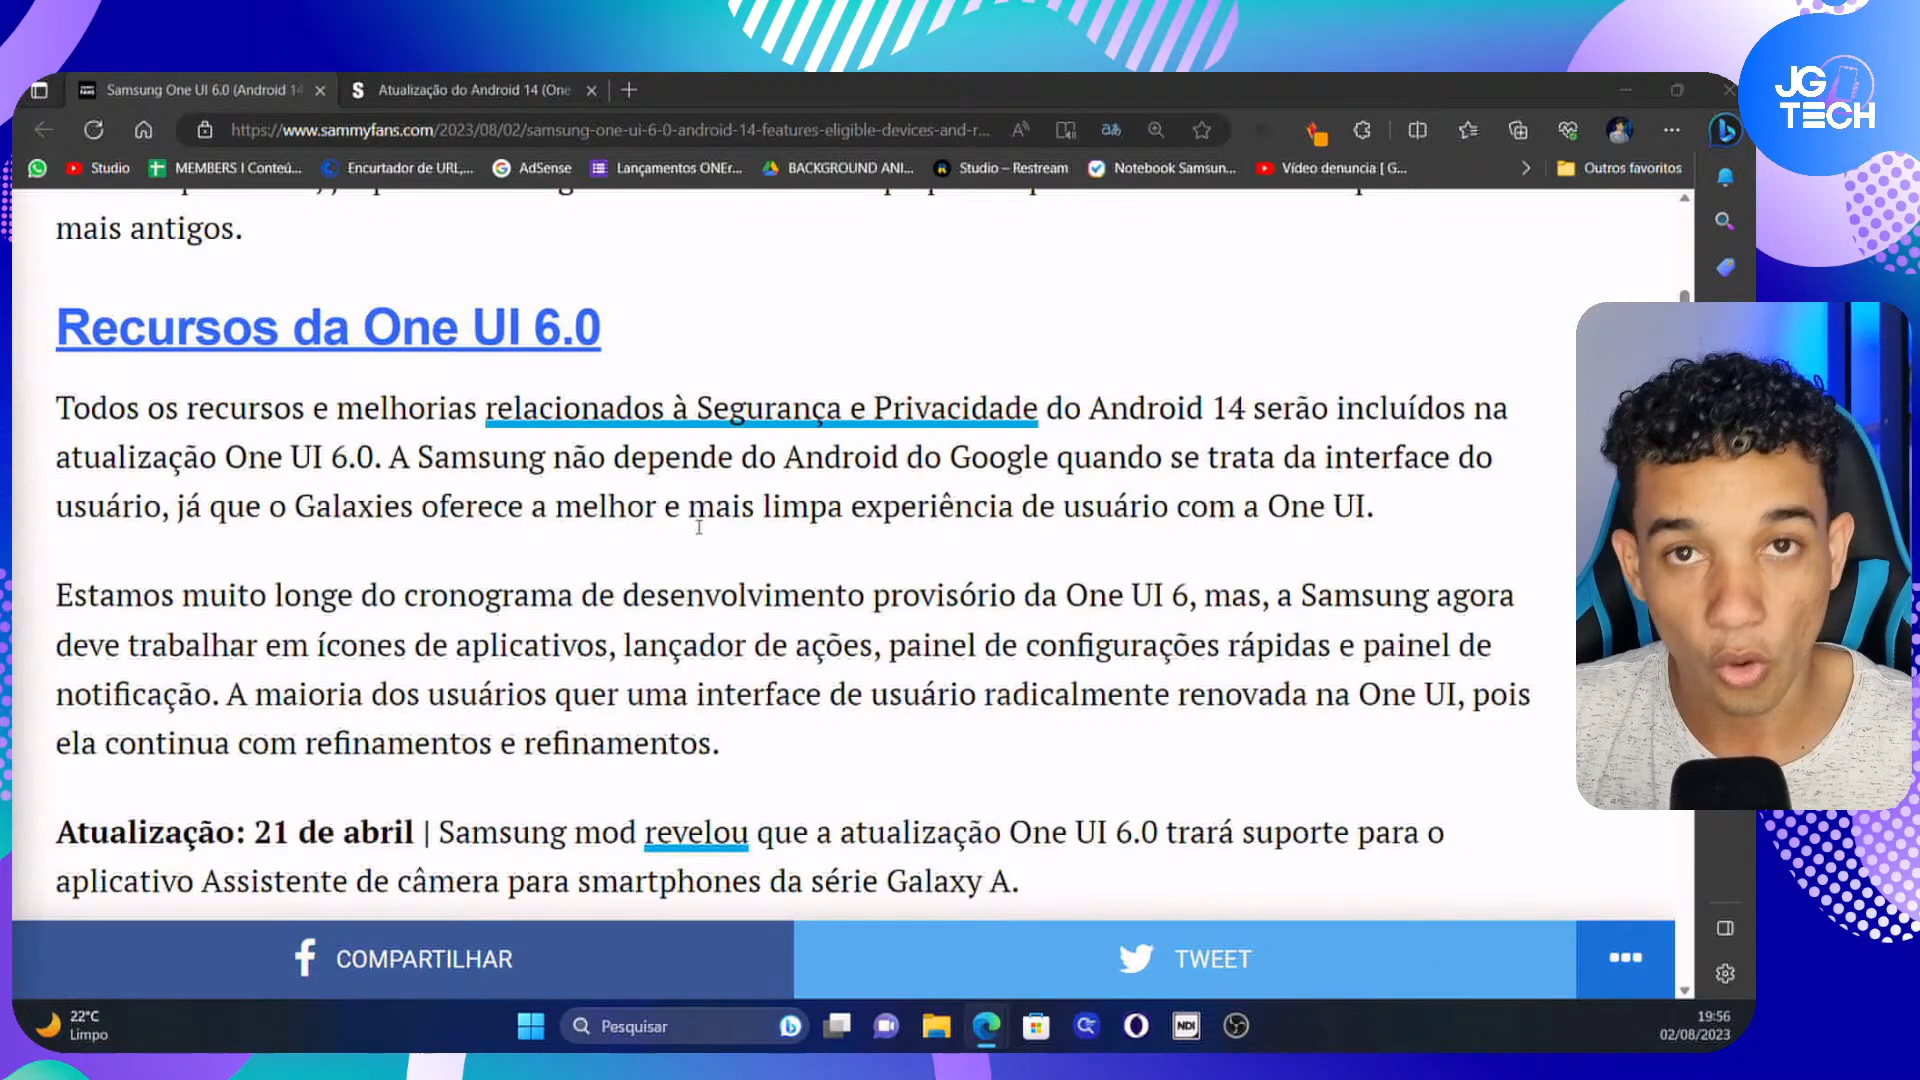 JG
TECH
Samsung One UI 6.0 (Android 14
Atualização do Android 14 (One
https://www.sammyfans.com/2023/08/02/samsung-one-ui-6-0-android-14-features-eligible-devices-and-r...
Studio
MEMBERS I Conteú...
Encurtador de URL,...
AdSense
Lançamentos ONEr...
BACKGROUND ANI...
Studio – Restream
Notebook Samsun...
Vídeo denuncia [ G...
Outros favoritos
mais antigos.
Recursos da One UI 6.0
Todos os recursos e melhorias relacionados à Segurança e Privacidade do Android 14 serão incluídos na
atualização One UI 6.0. A Samsung não depende do Android do Google quando se trata da interface do
usuário, já que o Galaxies oferece a melhor e mais limpa experiência de usuário com a One UI.
Estamos muito longe do cronograma de desenvolvimento provisório da One UI 6, mas, a Samsung agora
deve trabalhar em ícones de aplicativos, lançador de ações, painel de configurações rápidas e painel de
notificação. A maioria dos usuários quer uma interface de usuário radicalmente renovada na One UI, pois
ela continua com refinamentos e refinamentos.
Atualização: 21 de abril | Samsung mod revelou que a atualização One UI 6.0 trará suporte para o
aplicativo Assistente de câmera para smartphones da série Galaxy A.
COMPARTILHAR
TWEET
22°C
Limpo
Pesquisar
NDI
19:56
02/08/2023